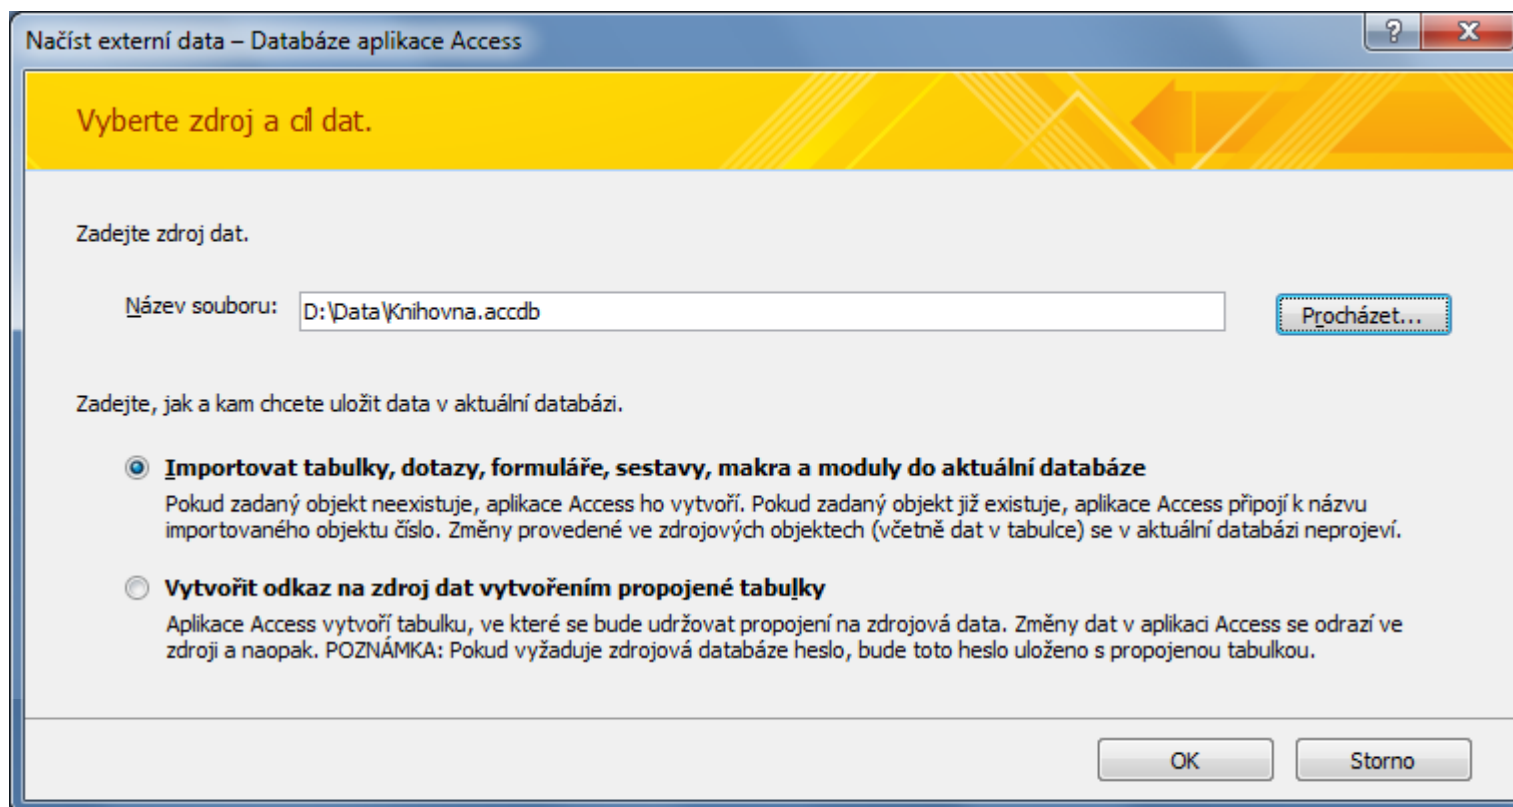 Načíst externí data – Databáze aplikace Access
Vyberte zdroj a cíl dat.
Zadejte zdroj dat.
Název souboru: D:\Data\Knihovna.accdb Procházet...
Zadejte, jak a kam chcete uložit data v aktuální databázi.
Importovat tabulky, dotazy, formuláře, sestavy, makra a moduly do aktuální databáze
Pokud zadaný objekt neexistuje, aplikace Access ho vytvoří. Pokud zadaný objekt již existuje, aplikace Access připojí k názvu
importovaného objektu číslo. Změny provedené ve zdrojových objektech (včetně dat v tabulce) se v aktuální databázi neprojeví.
Vytvořit odkaz na zdroj dat vytvořením propojené tabulky
Aplikace Access vytvoří tabulku, ve které se bude udržovat propojení na zdrojová data. Změny dat v aplikaci Access se odrazí ve
zdroji a naopak. POZNÁMKA: Pokud vyžaduje zdrojová databáze heslo, bude toto heslo uloženo s propojenou tabulkou.
OK Storno